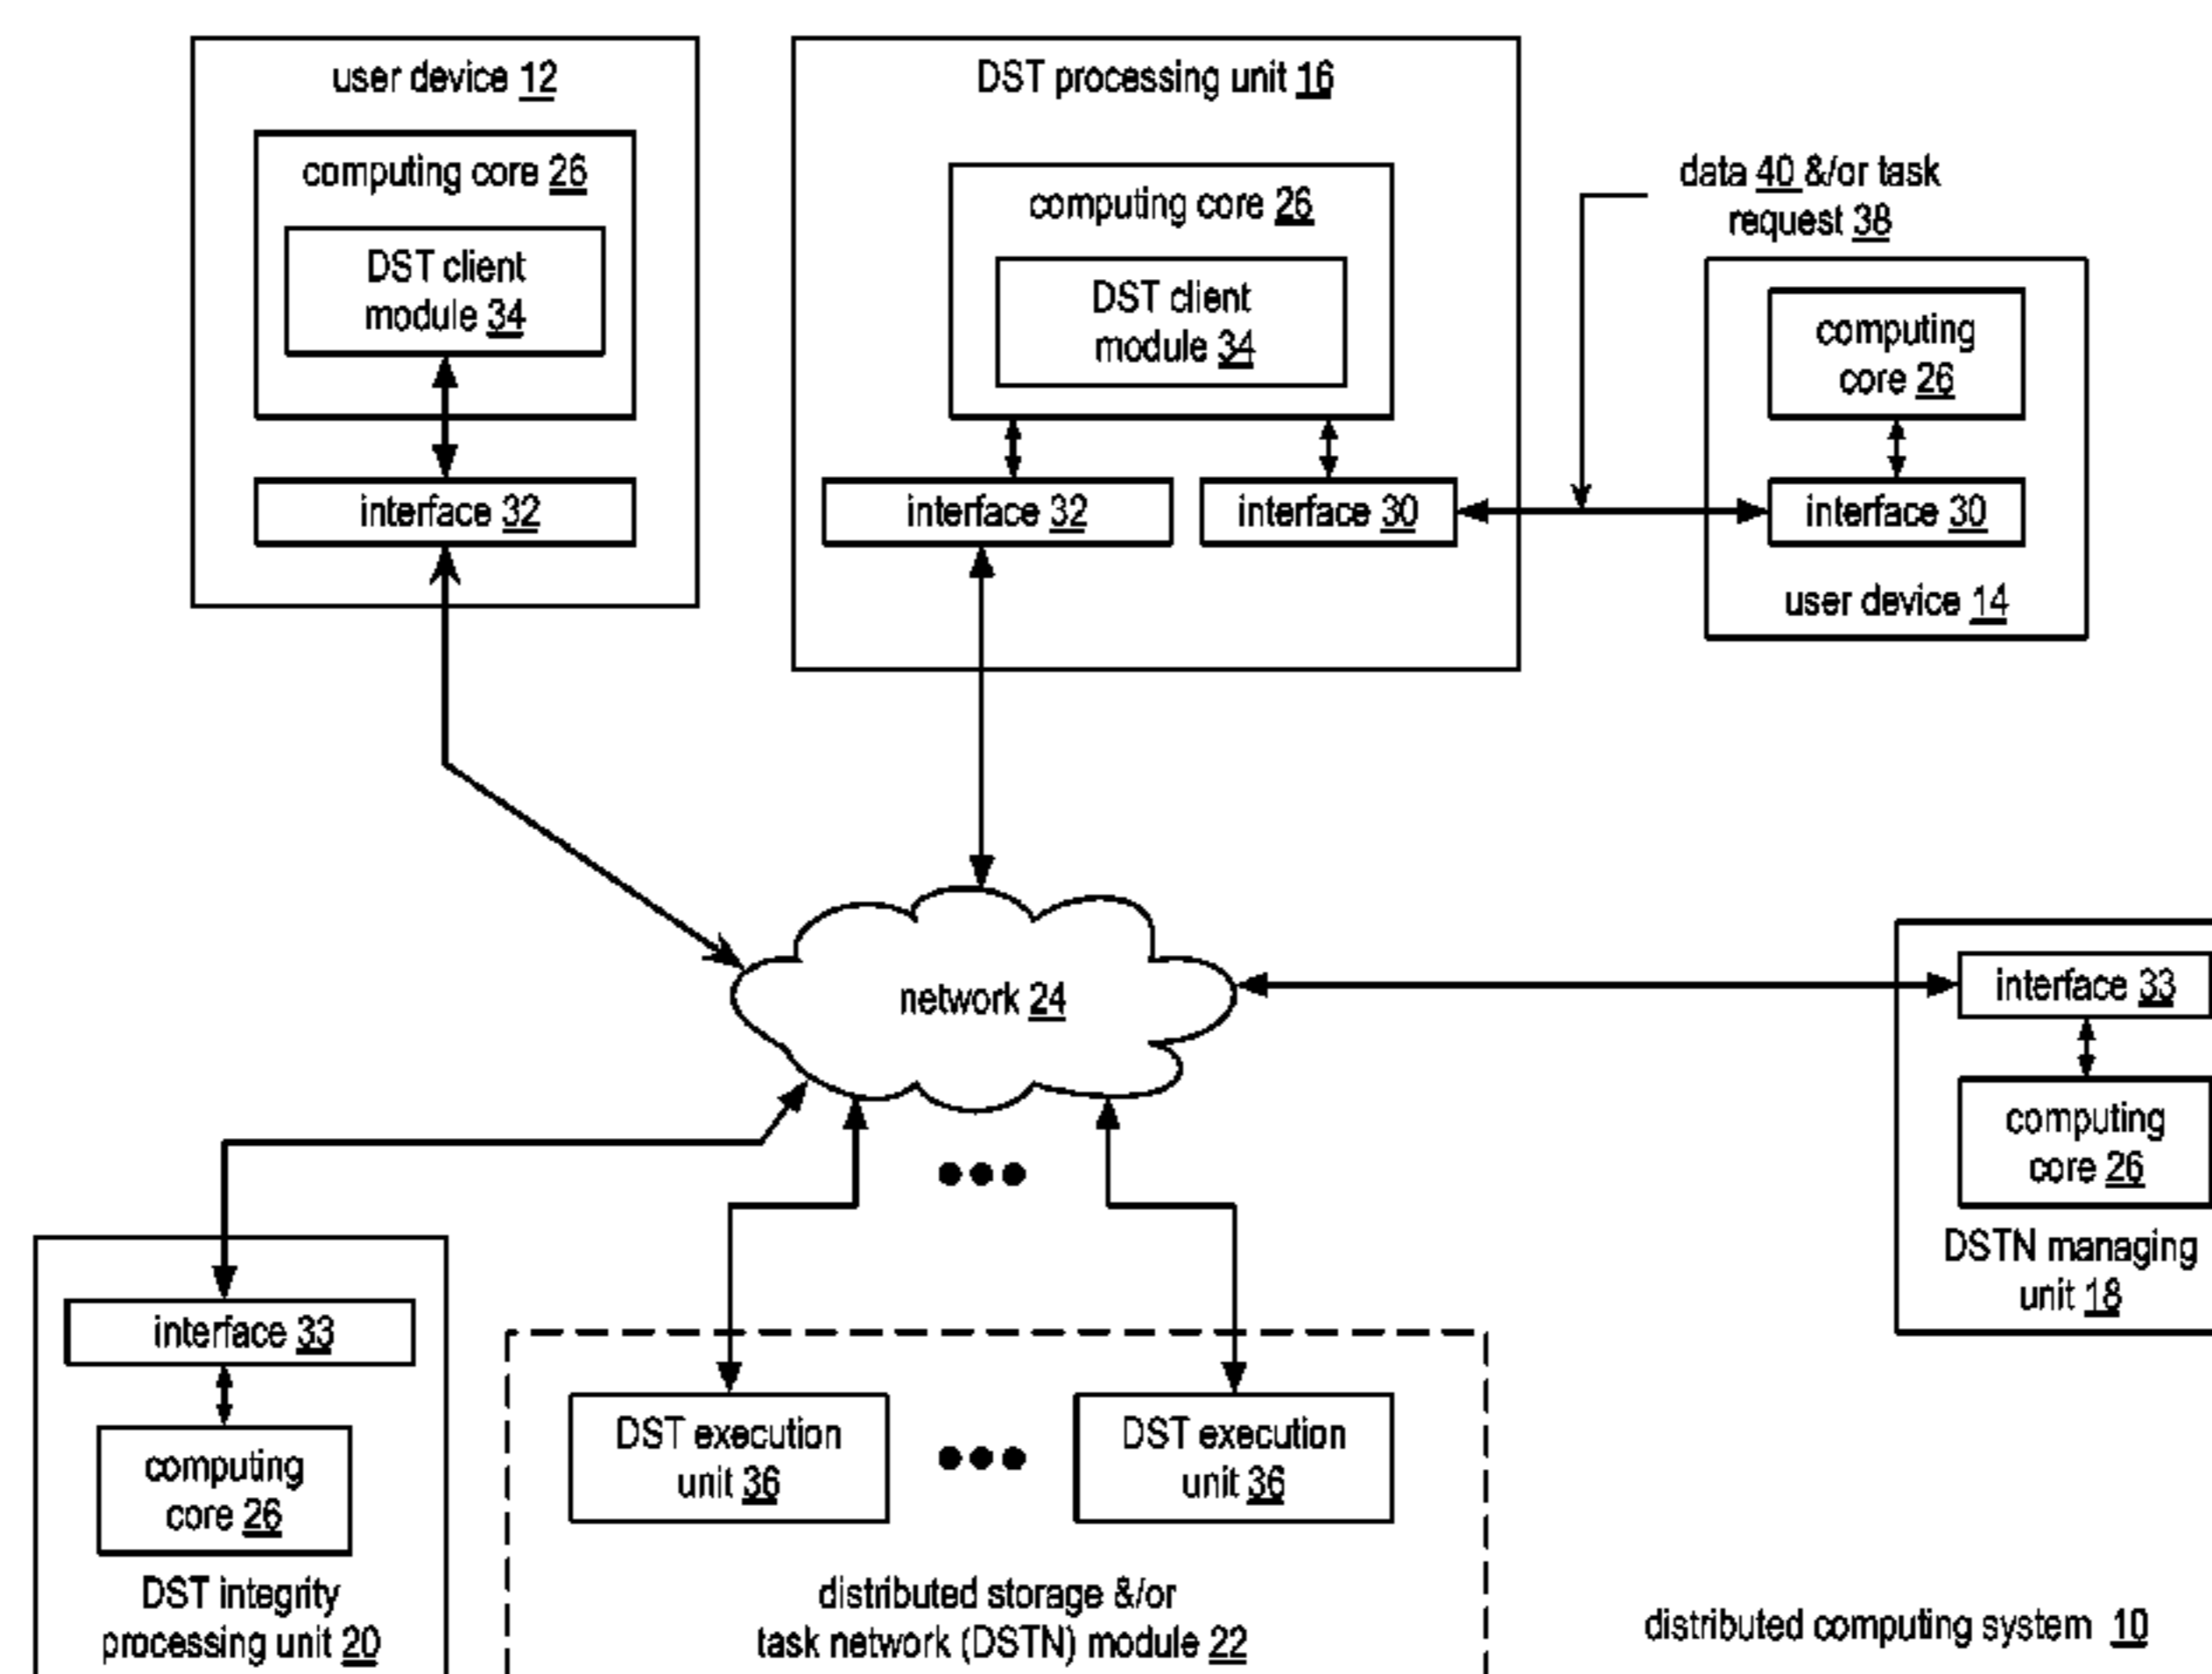 user device 12
computing core 26
DST client
module 34
interface 32
DST processing unit 16
computing core 26
DST client
module 34
interface 32
interface 30
data 40 &/or task
request 38
computing
core 26
interface 30
user device 14
network 24
interface 33
computing
core 26
DSTN managing
unit 18
interface 33
computing
core 26
DST integrity
processing unit 20
DST execution
unit 36
DST execution
unit 36
distributed storage &/or
task network (DSTN) module 22
distributed computing system 10